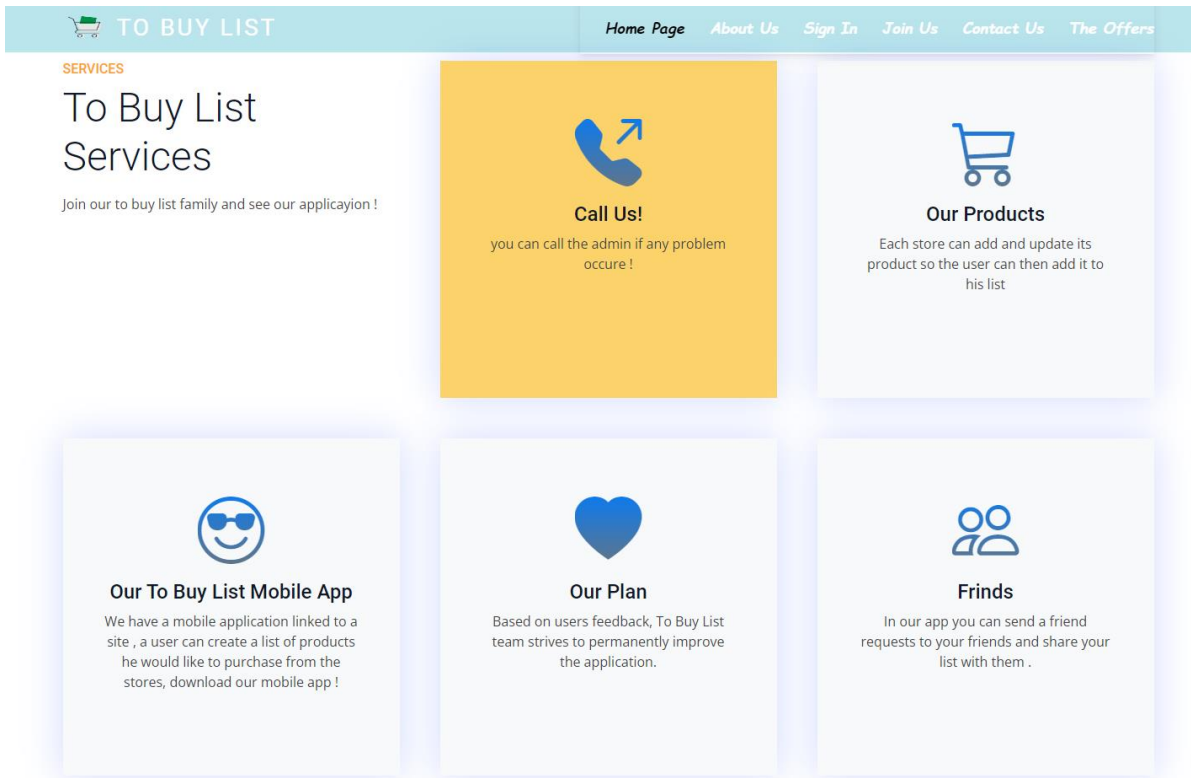 TO BUY LIST
Home Page About Us Sign In Join Us Contact Us The Offers
SERVICES
To Buy List
Services
Join our to buy list family and see our applicayion !
Call Us!
you can call the admin if any problem
occure !
Our Products
Each store can add and update its
product so the user can then add it to
his list
Our To Buy List Mobile App
We have a mobile application linked to a
site , a user can create a list of products
he would like to purchase from the
stores, download our mobile app !
Our Plan
Based on users feedback, To Buy List
team strives to permanently improve
the application.
Frinds
In our app you can send a friend
requests to your friends and share your
list with them .